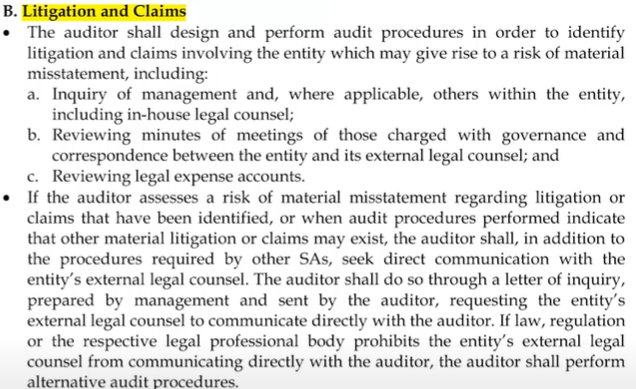 B. Litigation and Claims
• The auditor shall design and perform audit procedures in order to identify
litigation and claims involving the entity which may give rise to a risk of material
misstatement, including:
a. Inquiry of management and, where applicable, others within the entity,
including in-house legal counsel;
b. Reviewing minutes of meetings of those charged with governance and
correspondence between the entity and its external legal counsel; and
c. Reviewing legal expense accounts.
• If the auditor assesses a risk of material misstatement regarding litigation or
claims that have been identified, or when audit procedures performed indicate
that other material litigation or claims may exist, the auditor shall, in addition to
the procedures required by other SAs, seek direct communication with the
entity's external legal counsel. The auditor shall do so through a letter of inquiry,
prepared by management and sent by the auditor, requesting the entity's
external legal counsel to communicate directly with the auditor. If law, regulation
or the respective legal professional body prohibits the entity's external legal
counsel from communicating directly with the auditor, the auditor shall perform
alternative audit procedures.